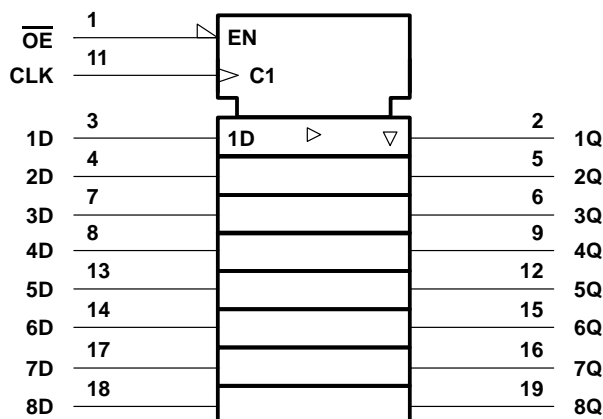 1
OE EN
11
CLK C1
3 2
1D 1D 1Q
4 5
2D 2Q
7 6
3D 3Q
8 9
4D 4Q
13 12
5D 5Q
14 15
6D 6Q
17 16
7D 7Q
18 19
8D 8Q